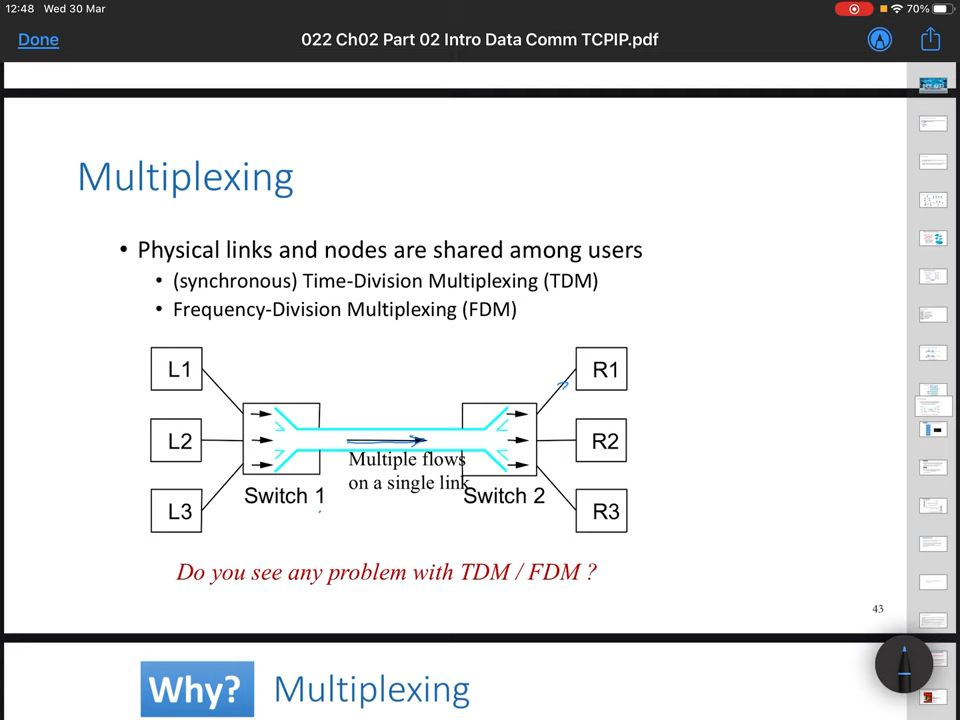 12:48 Wed 30 Mar
70%
Done
022 Ch02 Part 02 Intro Data Comm TCPIP.pdf
Multiplexing
• Physical links and nodes are shared among users
• (synchronous) Time-Division Multiplexing (TDM)
• Frequency-Division Multiplexing (FDM)
L1
R1
L2
R2
Multiple flows
on a single link
Switch 1
Switch 2
L3
R3
Do you see any problem with TDM / FDM ?
43
Why? Multiplexing